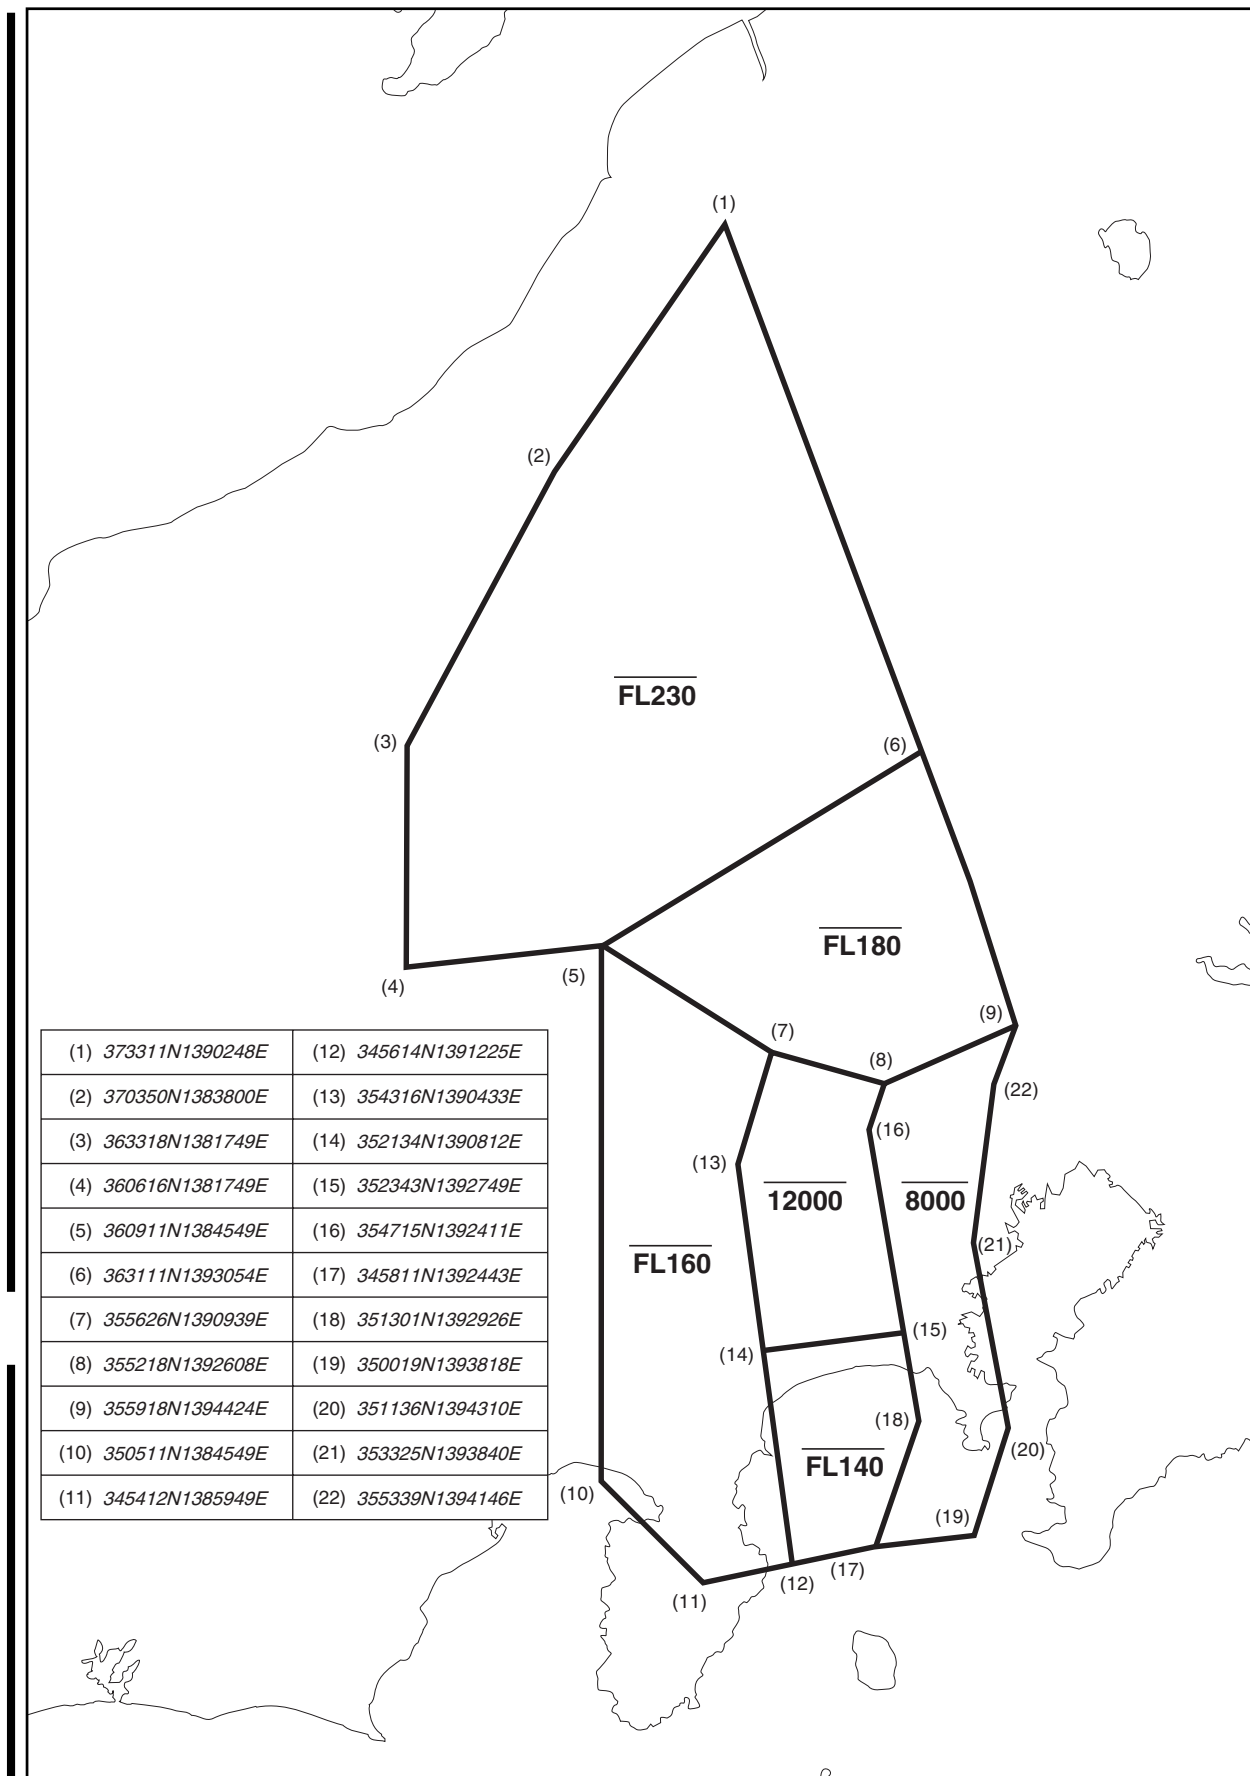 (1)
(2)
FL230
(3)
(6)
FL180
(4)
(5)
(9)
(7)
(8)
(22)
(16)
(13)
12000
8000
(21)
FL160
(15)
(14)
(18)
(20)
FL140
(10)
(19)
(17)
(12)
(11)
(1) 373311N1390248E (12) 345614N1391225E
(2) 370350N1383800E (13) 354316N1390433E
(3) 363318N1381749E (14) 352134N1390812E
(4) 360616N1381749E (15) 352343N1392749E
(5) 360911N1384549E (16) 354715N1392411E
(6) 363111N1393054E (17) 345811N1392443E
(7) 355626N1390939E (18) 351301N1392926E
(8) 355218N1392608E (19) 350019N1393818E
(9) 355918N1394424E (20) 351136N1394310E
(10) 350511N1384549E (21) 353325N1393840E
(11) 345412N1385949E (22) 355339N1394146E